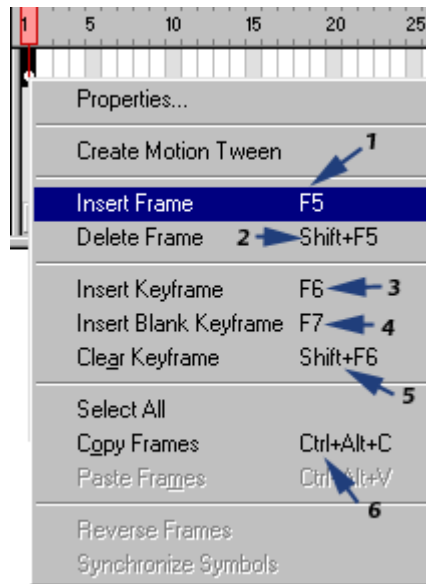 1 5 10 15 20 25
Properties...
Create Motion Tween 1
Insert Frame F5
Delete Frame 2 Shift+F5
Insert Keyframe F6 3
Insert Blank Keyframe F7 4
Clear Keyframe Shift+F6
5
Select All
Copy Frames Ctrl+Alt+C
Paste Frames Ctrl+Alt+V
6
Reverse Frames
Synchronize Symbols